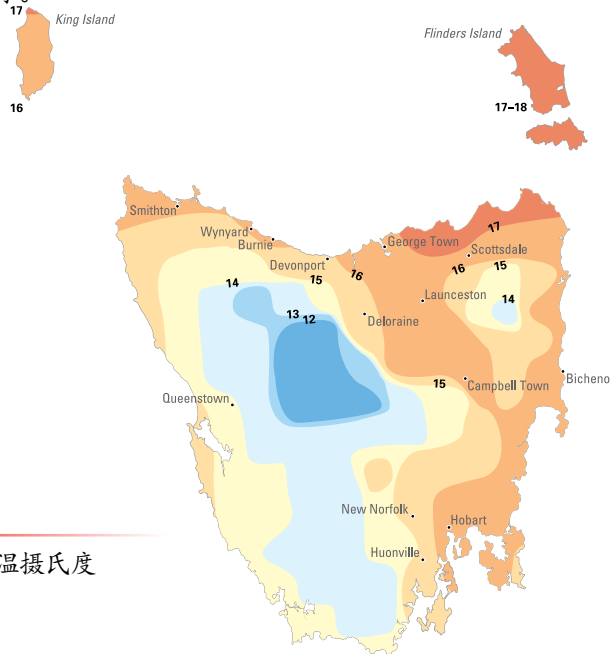 17
King Island
16
Flinders Island
17–18
Smithton
Wynyard
Burnie
Devonport
George Town
17
Scottsdale
16
15
14
15
16
Launceston
14
13
12
Deloraine
15
Campbell Town
Bicheno
Queenstown
New Norfolk
Hobart
Huonville
温摄氏度